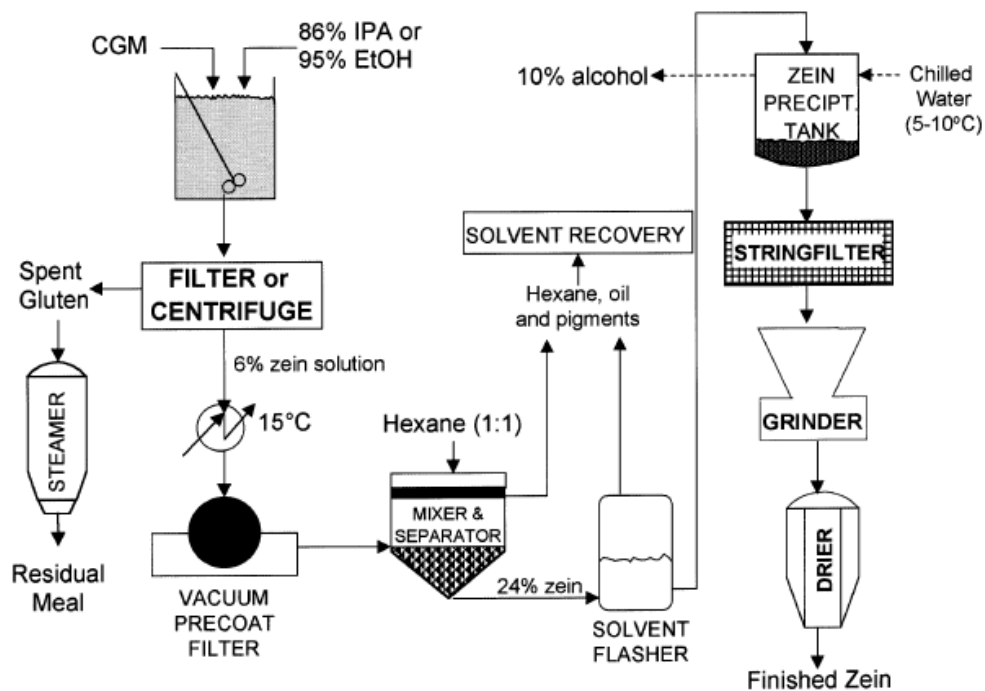 CGM
86% IPA or
95% EtOH
FILTER or
CENTRIFUGE
Spent
Gluten
STEAMER
Residual
Meal
6% zein solution
15°C
VACUUM
PRECOAT
FILTER
Hexane (1:1)
MIXER &
SEPARATOR
24% zein
SOLVENT RECOVERY
Hexane, oil
and pigments
SOLVENT
FLASHER
10% alcohol
ZEIN
PRECIPT.
TANK
Chilled
Water
(5-10ºC)
STRINGFILTER
GRINDER
DRIER
Finished Zein